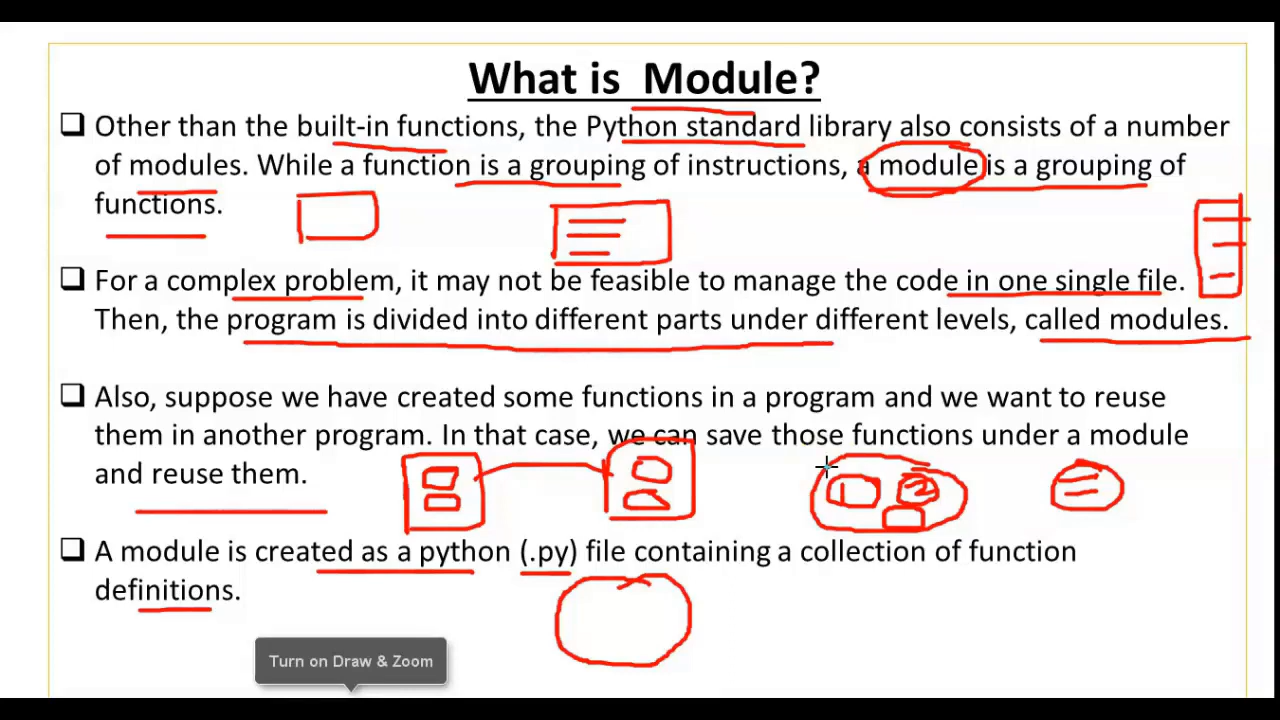 What is Module?
❑ Other than the built-in functions, the Python standard library also consists of a number
of modules. While a function is a grouping of instructions, a module is a grouping of
functions.
❑ For a complex problem, it may not be feasible to manage the code in one single file.
Then, the program is divided into different parts under different levels, called modules.
❑ Also, suppose we have created some functions in a program and we want to reuse
them in another program. In that case, we can save those functions under a module
and reuse them.
1 2
❑ A module is created as a python (.py) file containing a collection of function
definitions.
Turn on Draw & Zoom